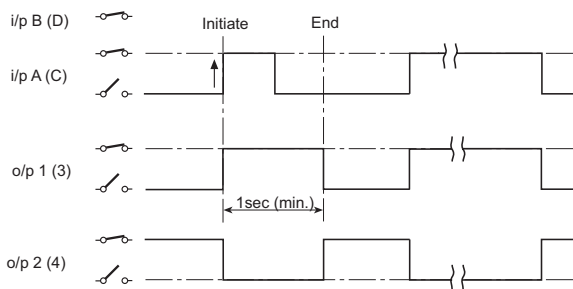 i/p B (D)
Initiate
End
i/p A (C)
o/p 1 (3)
1sec (min.)
o/p 2 (4)